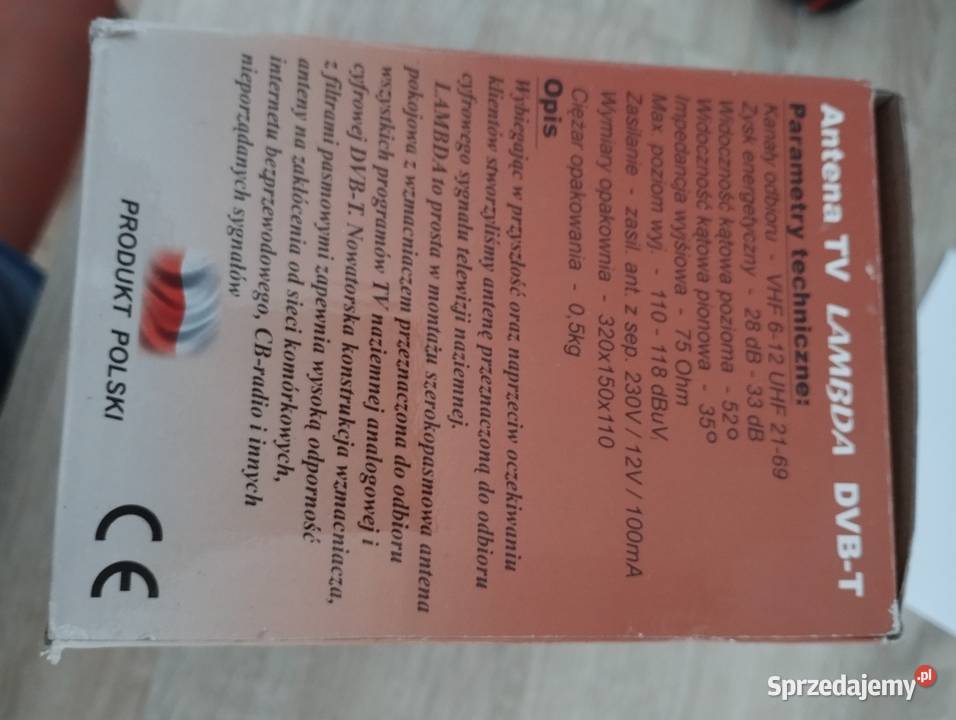 Antena TV LAMBDA DVB-T
Parametry techniczne:
Kanały odbioru - VHF 6-12 UHF 21-69
Zysk energetyczny - 28 dB - 33 dB
Widoczność kątowa pozioma - 52º
Widoczność kątowa pionowa - 35º
Impedancja wyjśiowa - 75 Ohm
Max. poziom wyj. - 110 - 118 dBuV,
Zasilanie - zasil. ant. z sep. 230V / 12V / 100mA
Wymiary opakownia - 320x150x110
Ciężar opakowania - 0,5kg
Opis
Wybiegając w przyszłość oraz naprzeciw oczekiwaniu
klientów stworzyliśmy antenę przeznaczoną do odbioru
cyfrowego sygnału telewizji naziemnej.
LAMBDA to prosta w montażu szerokopasmowa antena
pokojowa z wzmacniaczem przeznaczona do odbioru
wszystkich programów TV naziemnej analogowej i
cyfrowej DVB-T. Nowatorska konstrukcja wzmacniacza,
z filtrami pasmowymi zapewnia wysoką odporność
anteny na zakłócenia od sieci komórkowych,
internetu bezprzewodowego, CB-radio i innych
nieporządanych sygnałów
PRODUKT POLSKI
CE
Sprzedajemy.pl